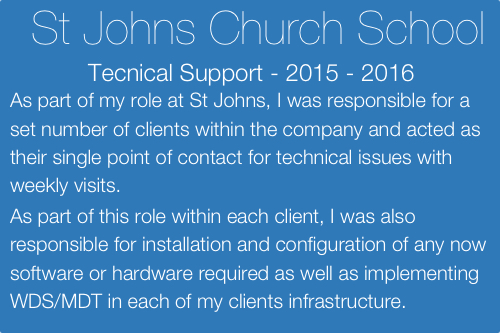 St Johns Church School
Tecnical Support - 2015 - 2016
As part of my role at St Johns, I was responsible for a
set number of clients within the company and acted as
their single point of contact for technical issues with
weekly visits.
As part of this role within each client, I was also
responsible for installation and configuration of any now
software or hardware required as well as implementing
WDS/MDT in each of my clients infrastructure.